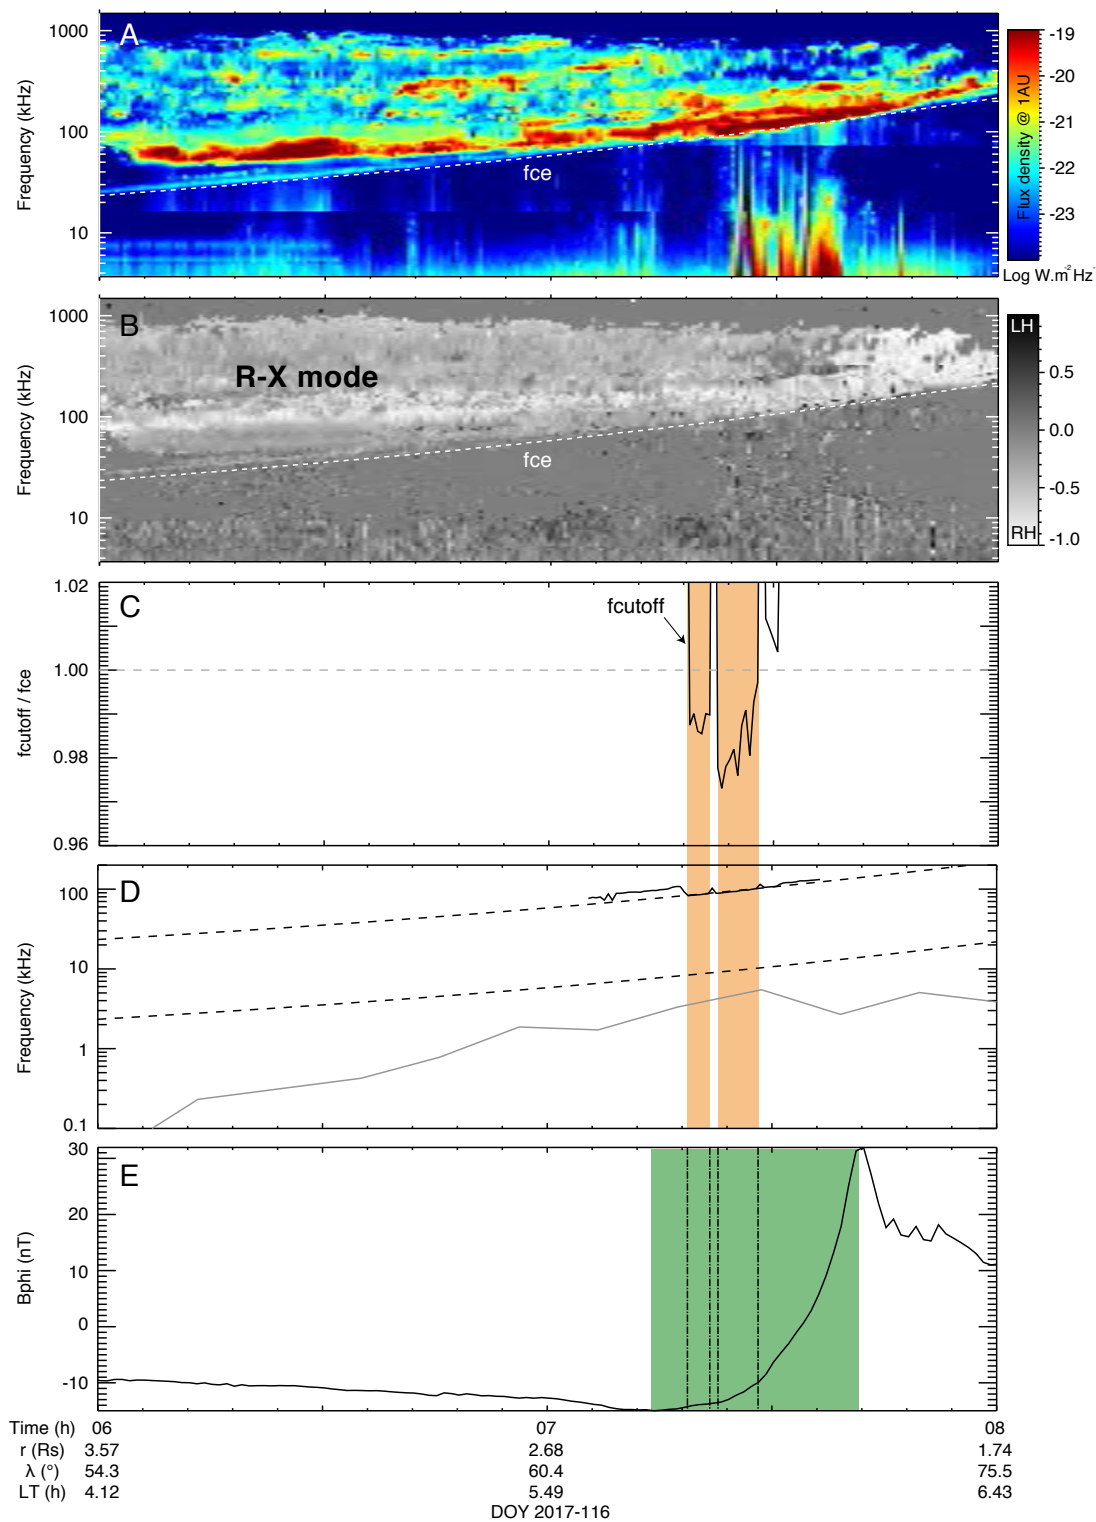 A
1000
100
10
Frequency (kHz)
fce
-19
-20
-21
-22
-23
Flux density @ 1AU
Log W.m⁻²Hz⁻
B
1000
100
10
Frequency (kHz)
R-X mode
fce
LH
0.5
0.0
-0.5
RH
-1.0
C
1.02
1.00
0.98
0.96
fcutoff / fce
fcutoff
D
100
10
1
0.1
Frequency (kHz)
E
30
20
10
0
-10
Bphi (nT)
Time (h) 06 07 08
r (Rs) 3.57 2.68 1.74
λ (°) 54.3 60.4 75.5
LT (h) 4.12 5.49 6.43
DOY 2017-116